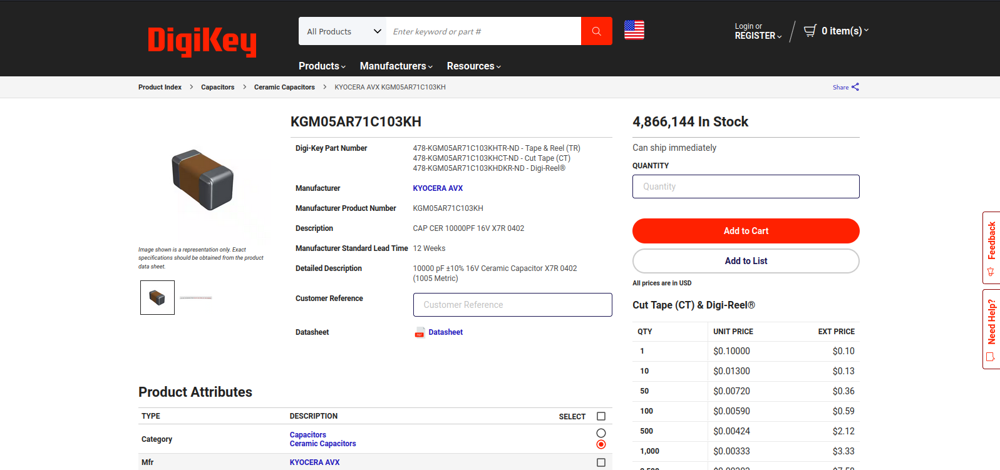 DigiKey
All Products
Enter keyword or part #
Login or
REGISTER
0 item(s)
Products
Manufacturers
Resources
Product Index > Capacitors > Ceramic Capacitors > KYOCERA AVX KGM05AR71C103KH
Share
Image shown is a representation only. Exact
specifications should be obtained from the product
data sheet.
KGM05AR71C103KH
Digi-Key Part Number
478-KGM05AR71C103KHTR-ND - Tape & Reel (TR)
478-KGM05AR71C103KHCT-ND - Cut Tape (CT)
478-KGM05AR71C103KHDKR-ND - Digi-Reel®
Manufacturer
KYOCERA AVX
Manufacturer Product Number
KGM05AR71C103KH
Description
CAP CER 10000PF 16V X7R 0402
Manufacturer Standard Lead Time
12 Weeks
Detailed Description
10000 pF ±10% 16V Ceramic Capacitor X7R 0402
(1005 Metric)
Customer Reference
Customer Reference
Datasheet
Datasheet
4,866,144 In Stock
Can ship immediately
QUANTITY
Quantity
Add to Cart
Add to List
All prices are in USD
Cut Tape (CT) & Digi-Reel®
QTY UNIT PRICE EXT PRICE
1 $0.10000 $0.10
10 $0.01300 $0.13
50 $0.00720 $0.36
100 $0.00590 $0.59
500 $0.00424 $2.12
1,000 $0.00333 $3.33
Product Attributes
TYPE DESCRIPTION SELECT
Category
Capacitors
Ceramic Capacitors
Mfr
KYOCERA AVX
Feedback
Need Help?